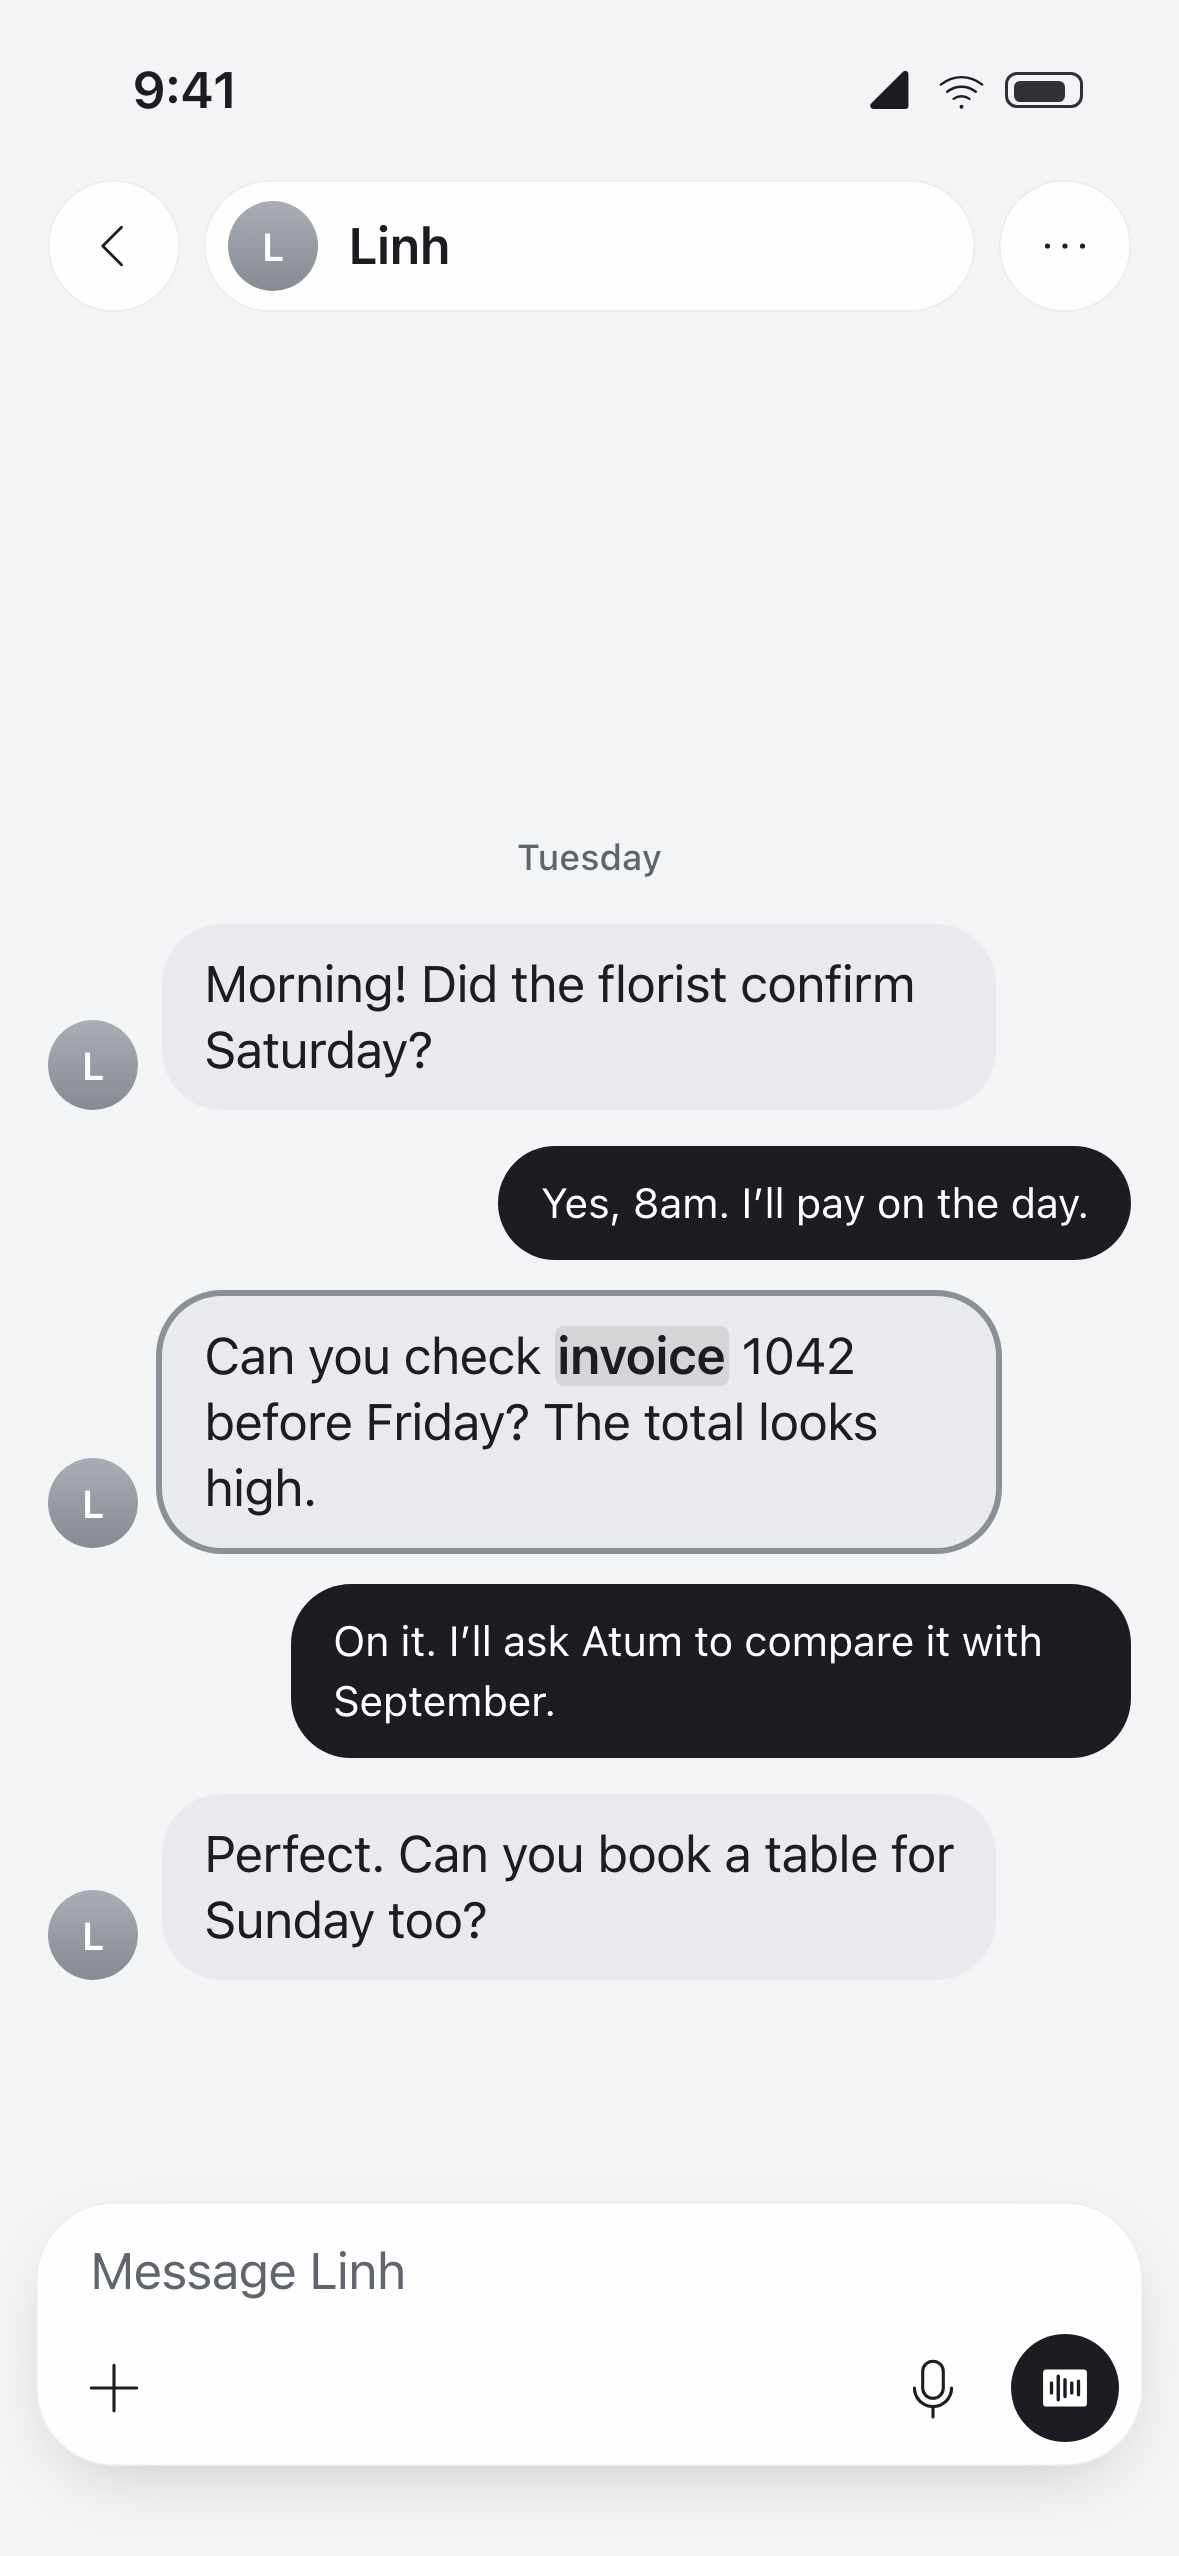 9:41
L
Linh
Tuesday
Morning! Did the florist confirm
Saturday?
L
Yes, 8am. I’ll pay on the day.
Can you check invoice 1042
before Friday? The total looks
high.
L
On it. I’ll ask Atum to compare it with
September.
Perfect. Can you book a table for
Sunday too?
L
Message Linh